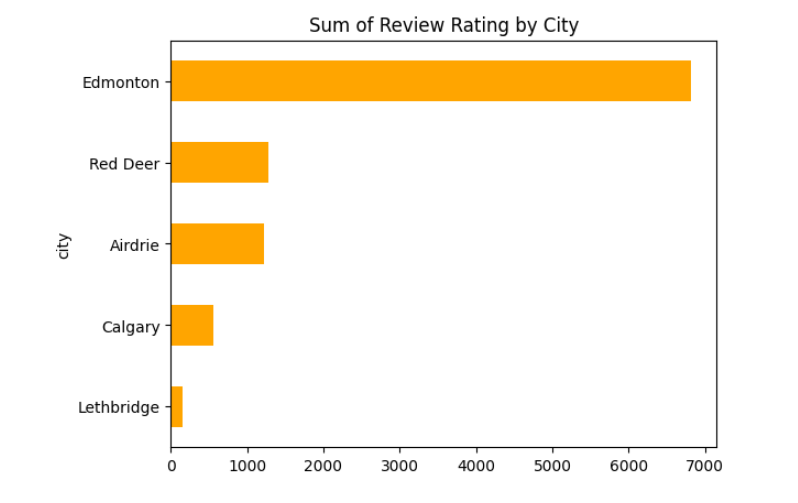 Sum of Review Rating by City
Edmonton
Red Deer
Airdrie
Calgary
Lethbridge
city
0 1000 2000 3000 4000 5000 6000 7000